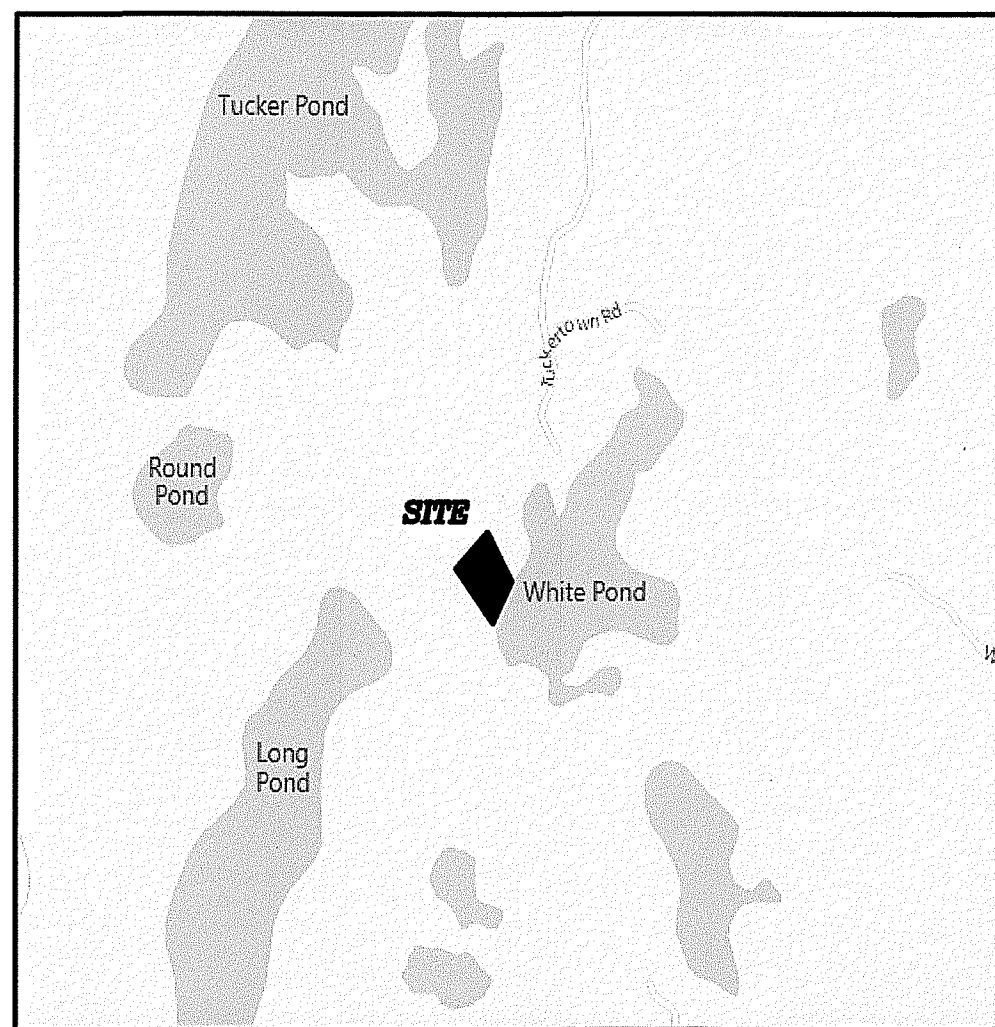 Tucker Pond
Tuckertown Rd
Round
Pond
SITE
White Pond
Long
Pond